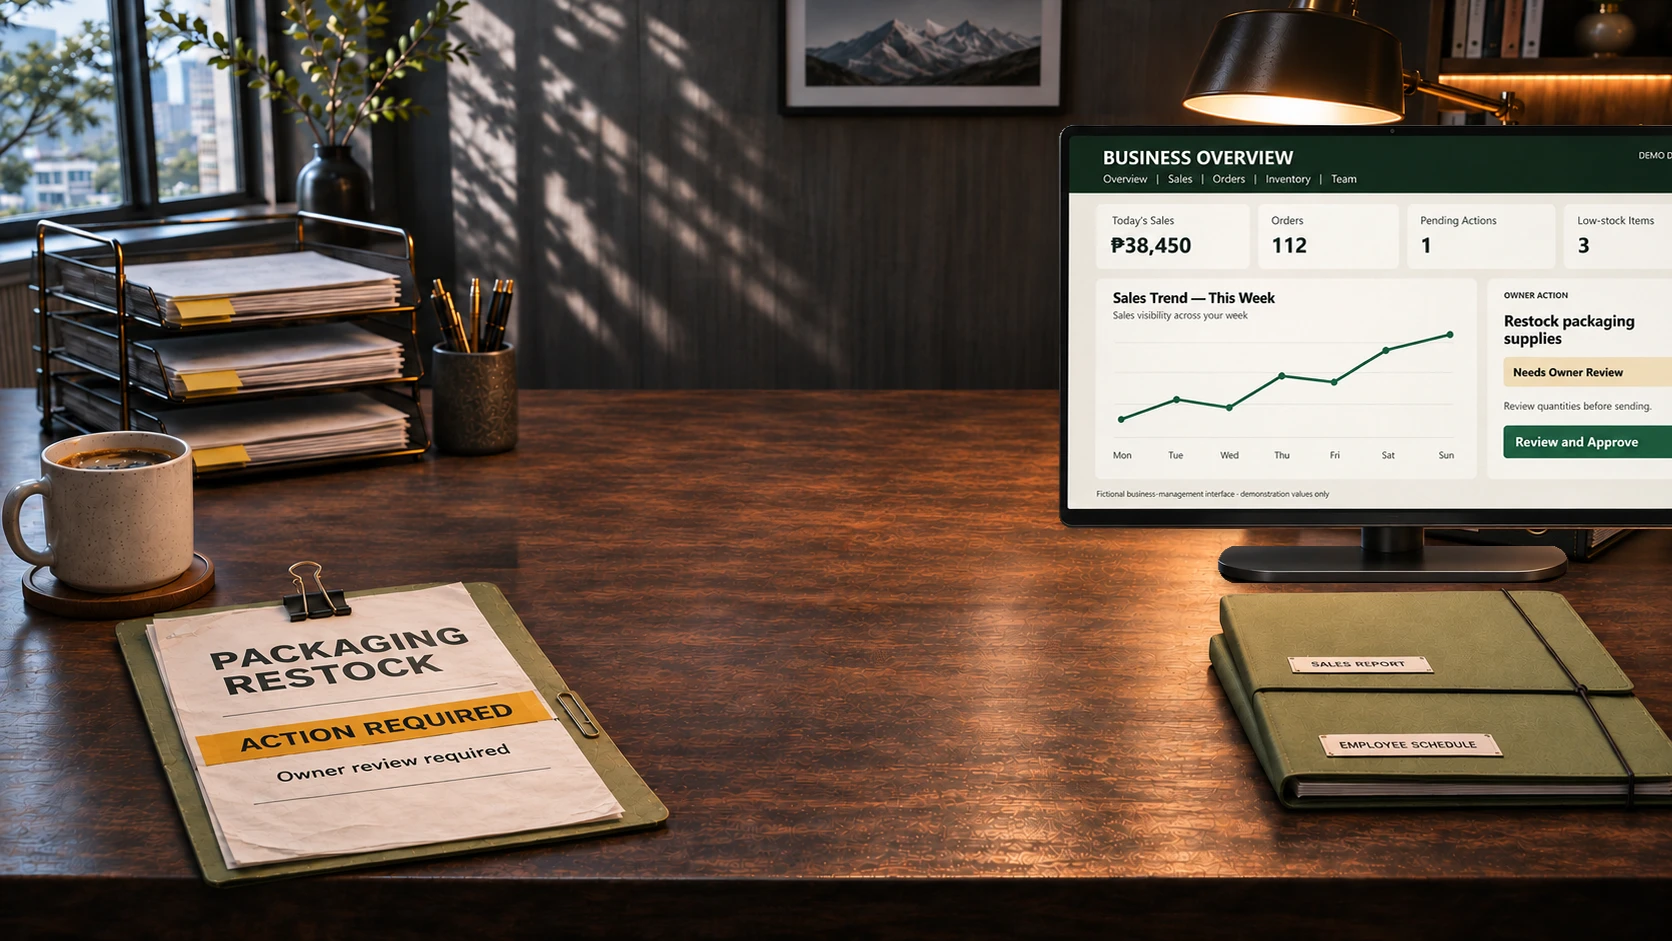 BUSINESS OVERVIEW
DEMO D
Overview | Sales | Orders | Inventory | Team
Today's Sales
₱38,450
Orders
112
Pending Actions
1
Low-stock Items
3
Sales Trend — This Week
Sales visibility across your week
Mon Tue Wed Thu Fri Sat Sun
OWNER ACTION
Restock packaging
supplies
Needs Owner Review
Review quantities before sending.
Review and Approve
Fictional business-management interface · demonstration values only
PACKAGING
RESTOCK
ACTION REQUIRED
Owner review required
SALES REPORT
EMPLOYEE SCHEDULE